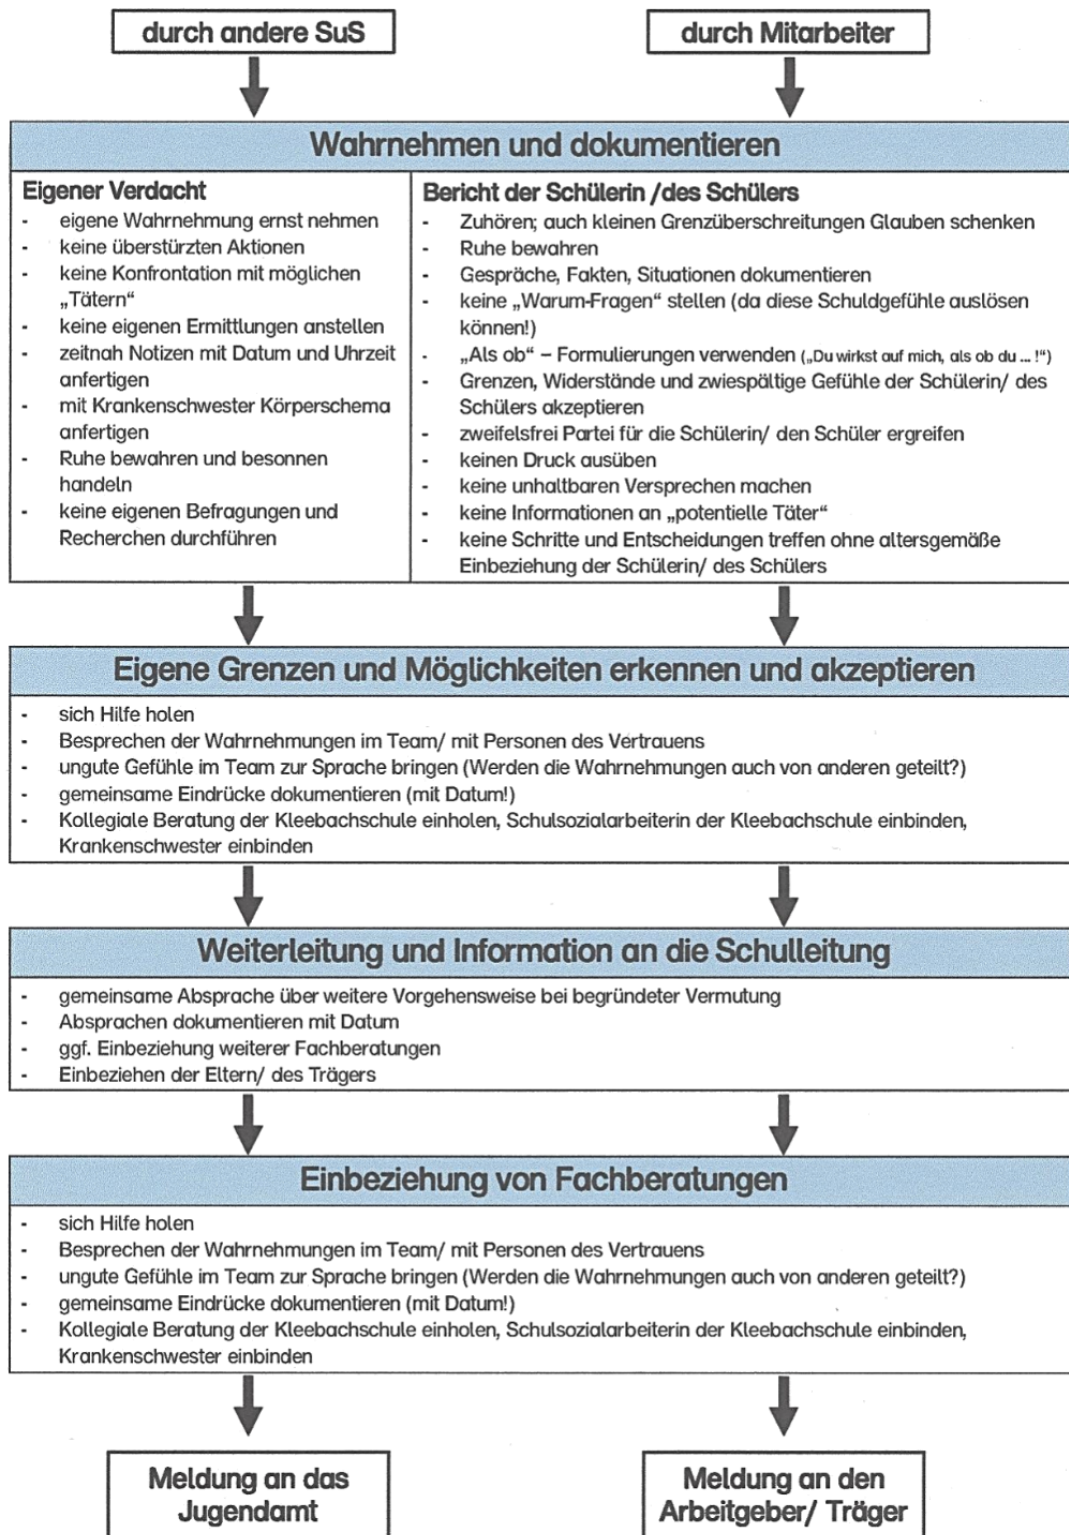 durch andere SuS
durch Mitarbeiter
Wahrnehmen und dokumentieren
Eigener Verdacht
- eigene Wahrnehmung ernst nehmen
- keine überstürzten Aktionen
- keine Konfrontation mit möglichen
„Tätern“
- keine eigenen Ermittlungen anstellen
- zeitnah Notizen mit Datum und Uhrzeit
anfertigen
- mit Krankenschwester Körperschema
anfertigen
- Ruhe bewahren und besonnen
handeln
- keine eigenen Befragungen und
Recherchen durchführen
Bericht der Schülerin /des Schülers
- Zuhören; auch kleinen Grenzüberschreitungen Glauben schenken
- Ruhe bewahren
- Gespräche, Fakten, Situationen dokumentieren
- keine „Warum-Fragen“ stellen (da diese Schuldgefühle auslösen
können!)
- „Als ob“ – Formulierungen verwenden („Du wirkst auf mich, als ob du ... !“)
- Grenzen, Widerstände und zwiespältige Gefühle der Schülerin/ des
Schülers akzeptieren
- zweifelsfrei Partei für die Schülerin/ den Schüler ergreifen
- keinen Druck ausüben
- keine unhaltbaren Versprechen machen
- keine Informationen an „potentielle Täter“
- keine Schritte und Entscheidungen treffen ohne altersgemäße
Einbeziehung der Schülerin/ des Schülers
Eigene Grenzen und Möglichkeiten erkennen und akzeptieren
- sich Hilfe holen
- Besprechen der Wahrnehmungen im Team/ mit Personen des Vertrauens
- ungute Gefühle im Team zur Sprache bringen (Werden die Wahrnehmungen auch von anderen geteilt?)
- gemeinsame Eindrücke dokumentieren (mit Datum!)
- Kollegiale Beratung der Kleebachschule einholen, Schulsozialarbeiterin der Kleebachschule einbinden,
Krankenschwester einbinden
Weiterleitung und Information an die Schulleitung
- gemeinsame Absprache über weitere Vorgehensweise bei begründeter Vermutung
- Absprachen dokumentieren mit Datum
- ggf. Einbeziehung weiterer Fachberatungen
- Einbeziehen der Eltern/ des Trägers
Einbeziehung von Fachberatungen
- sich Hilfe holen
- Besprechen der Wahrnehmungen im Team/ mit Personen des Vertrauens
- ungute Gefühle im Team zur Sprache bringen (Werden die Wahrnehmungen auch von anderen geteilt?)
- gemeinsame Eindrücke dokumentieren (mit Datum!)
- Kollegiale Beratung der Kleebachschule einholen, Schulsozialarbeiterin der Kleebachschule einbinden,
Krankenschwester einbinden
Meldung an das
Jugendamt
Meldung an den
Arbeitgeber/ Träger